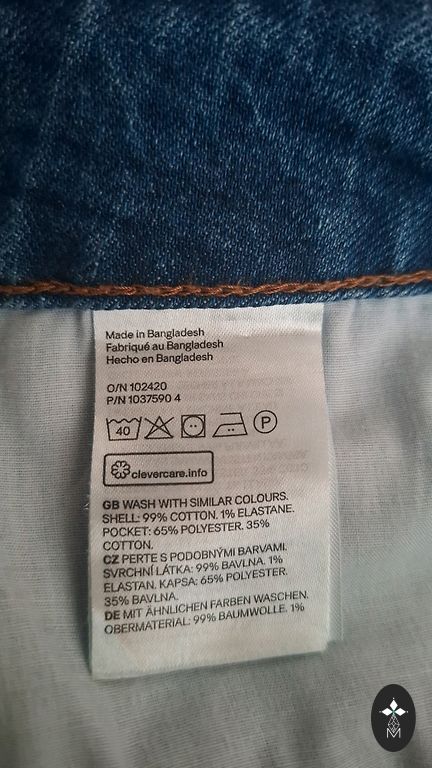 Made in Bangladesh
Fabriqué au Bangladesh
Hecho en Bangladesh
O/N 102420
P/N 1037590 4
40 P
clevercare.info
GB WASH WITH SIMILAR COLOURS.
SHELL: 99% COTTON. 1% ELASTANE.
POCKET: 65% POLYESTER. 35%
COTTON.
CZ PERTE S PODOBNÝMI BARVAMI.
SVRCHNÍ LÁTKA: 99% BAVLNA. 1%
ELASTAN. KAPSA: 65% POLYESTER.
35% BAVLNA.
DE MIT ÄHNLICHEN FARBEN WASCHEN.
OBERMATERIAL: 99% BAUMWOLLE. 1%
M